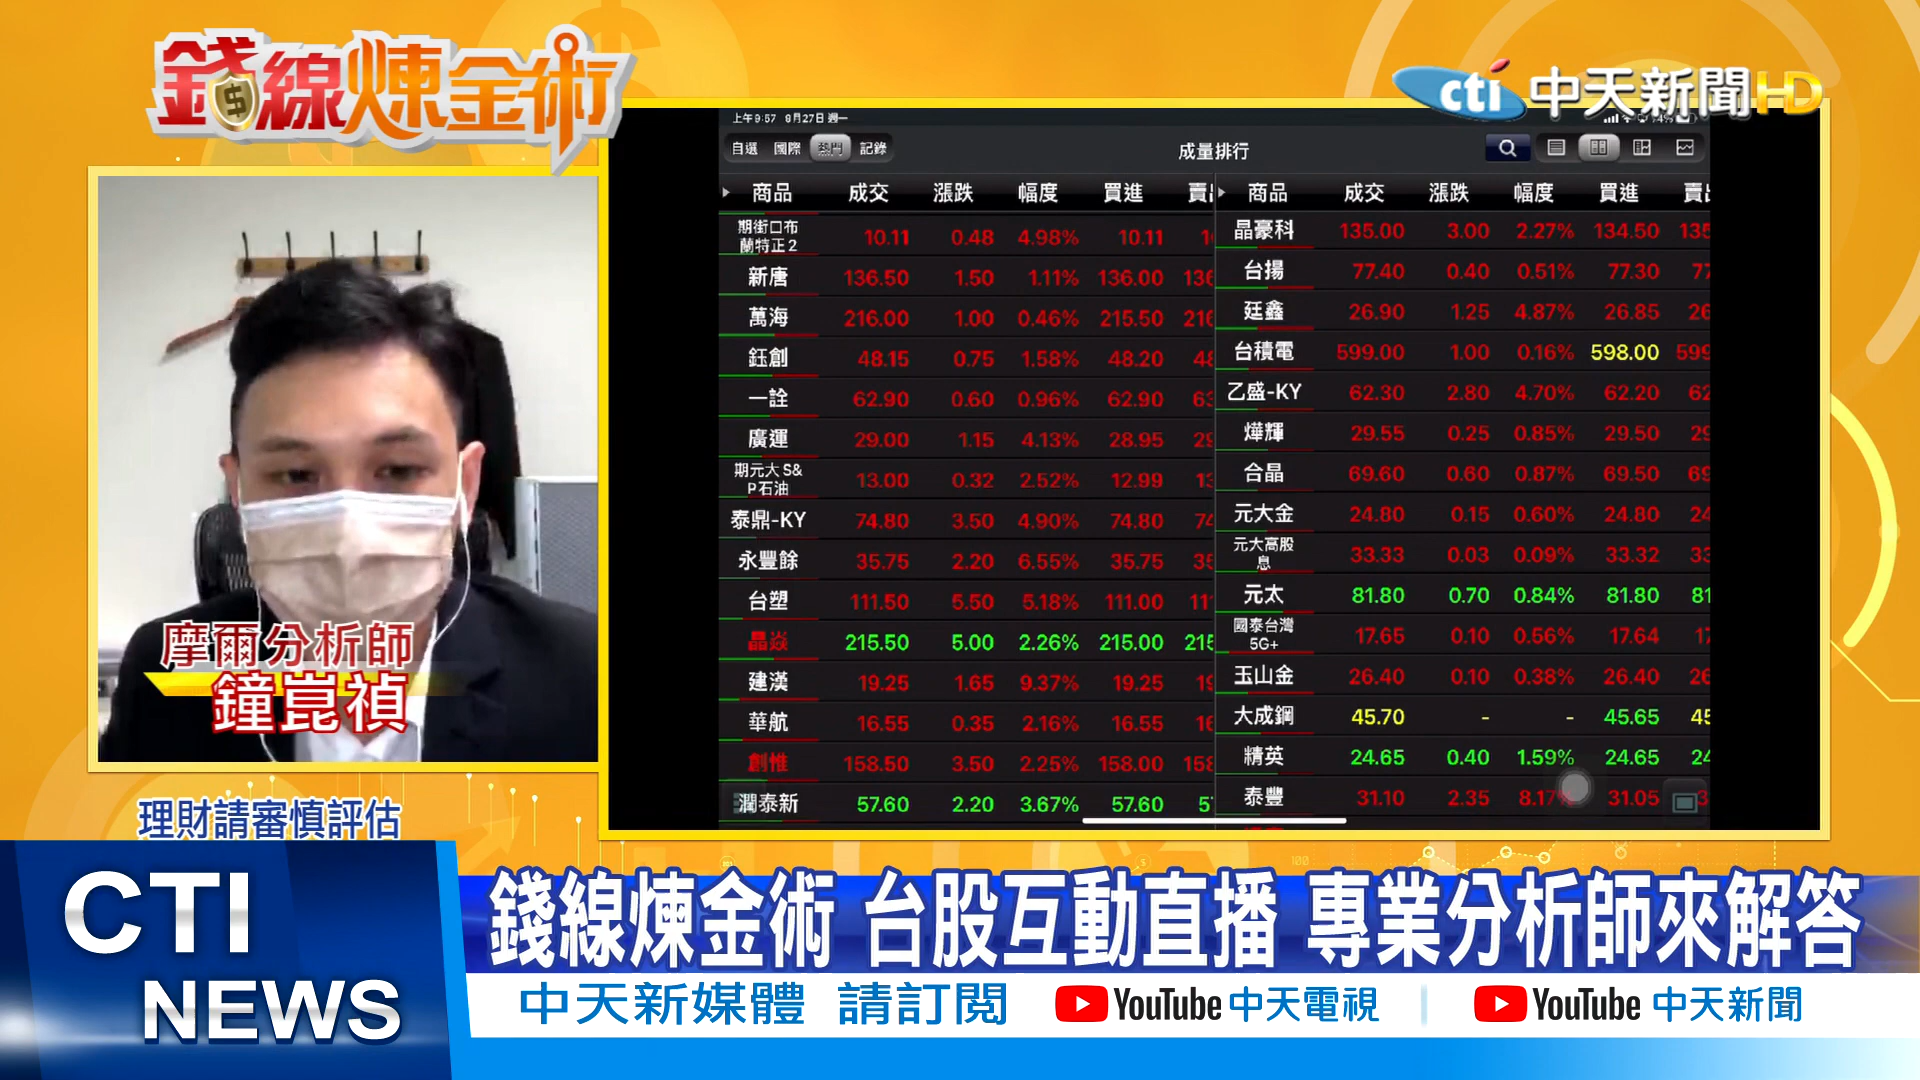 錢線煉金術
cti 中天新聞HD
上午9:57 9月27日 週一
自選 國際 熱門 記錄
成量排行
商品 成交 漲跌 幅度 買進
期街口布蘭特正2 10.11 0.48 4.98% 10.11
新唐 136.50 1.50 1.11% 136.00
萬海 216.00 1.00 0.46% 215.50
鈺創 48.15 0.75 1.58% 48.20
一詮 62.90 0.60 0.96% 62.90
廣運 29.00 1.15 4.13% 28.95
期元大S&P石油 13.00 0.32 2.52% 12.99
泰鼎-KY 74.80 3.50 4.90% 74.80
永豐餘 35.75 2.20 6.55% 35.75
台塑 111.50 5.50 5.18% 111.00
晶焱 215.50 5.00 2.26% 215.00
建漢 19.25 1.65 9.37% 19.25
華航 16.55 0.35 2.16% 16.55
創惟 158.50 3.50 2.25% 158.00
潤泰新 57.60 2.20 3.67% 57.60
商品 成交 漲跌 幅度 買進
晶豪科 135.00 3.00 2.27% 134.50
台揚 77.40 0.40 0.51% 77.30
廷鑫 26.90 1.25 4.87% 26.85
台積電 599.00 1.00 0.16% 598.00
乙盛-KY 62.30 2.80 4.70% 62.20
燁輝 29.55 0.25 0.85% 29.50
合晶 69.60 0.60 0.87% 69.50
元大金 24.80 0.15 0.60% 24.80
元大高股息 33.33 0.03 0.09% 33.32
元太 81.80 0.70 0.84% 81.80
國泰台灣5G+ 17.65 0.10 0.56% 17.64
玉山金 26.40 0.10 0.38% 26.40
大成鋼 45.70 - - 45.65
精英 24.65 0.40 1.59% 24.65
泰豐 31.10 2.35 31.05
摩爾分析師
鐘崑禎
理財請審慎評估
CTI
NEWS
錢線煉金術 台股互動直播 專業分析師來解答
中天新媒體 請訂閱 YouTube 中天電視 YouTube 中天新聞